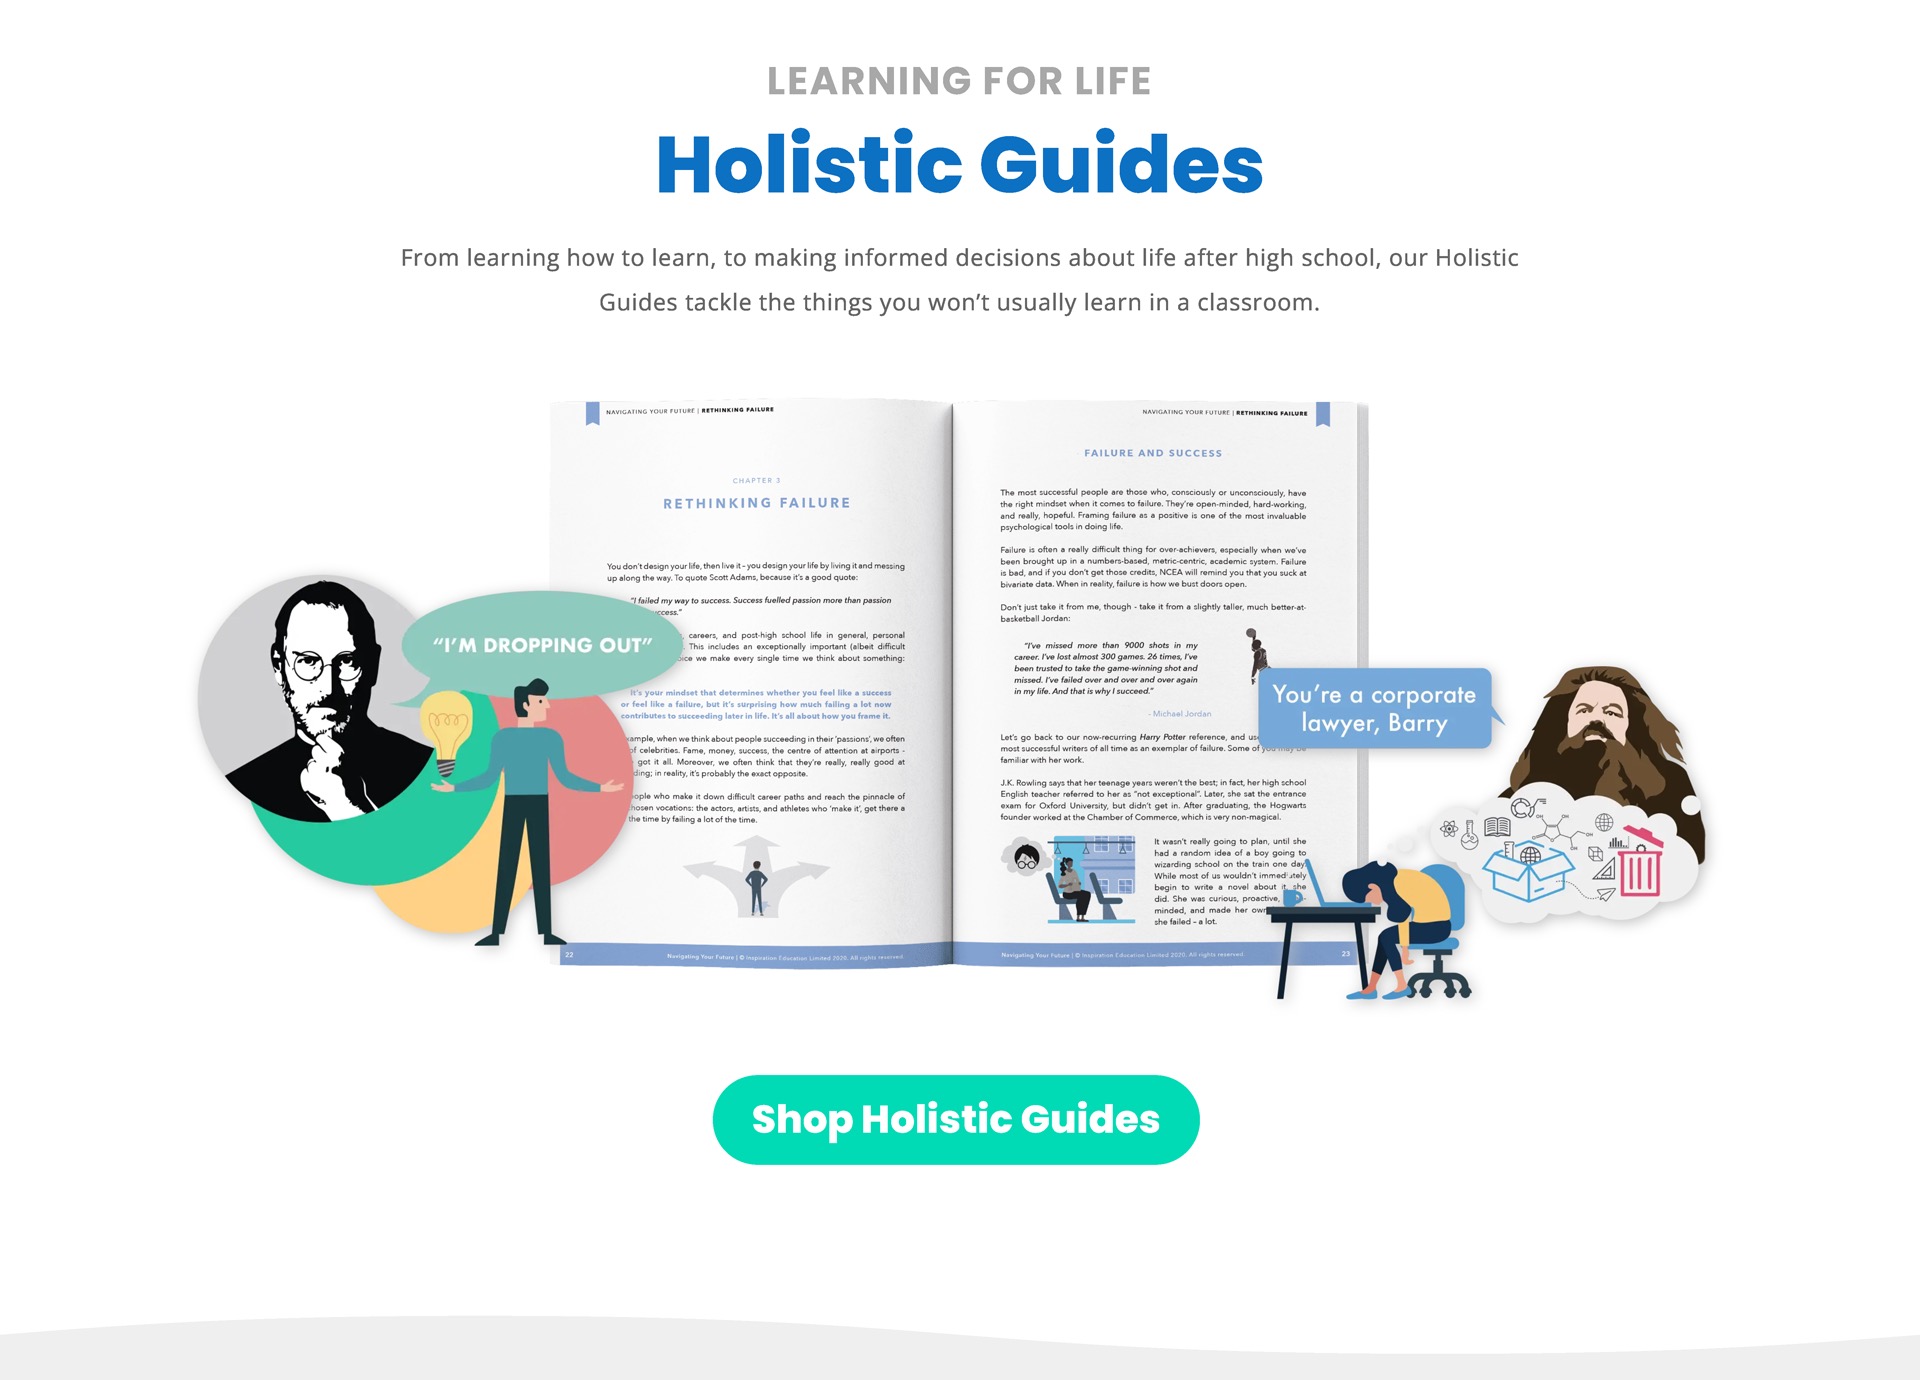 LEARNING FOR LIFE
Holistic Guides
From learning how to learn, to making informed decisions about life after high school, our Holistic
Guides tackle the things you won't usually learn in a classroom.
NAVIGATING YOUR FUTURE | RETHINKING FAILURE
CHAPTER 3
RETHINKING FAILURE
You don't design your life, then live it - you design your life by living it and messing
up along the way. To quote Scott Adams, because it's a good quote:
"I failed my way to success. Success fuelled passion more than passion
careers, and post-high school life in general, personal
This includes an exceptionally important (albeit difficult
we make every single time we think about something:
It's your mindset that determines whether you feel like a success
or feel like a failure, but it's surprising how much failing a lot now
contributes to succeeding later in life. It's all about how you frame it.
when we think about people succeeding in their 'passions', we often
of celebrities. Fame, money, success, the centre of attention at airports -
got it all. Moreover, we often think that they're really, really good at
in reality, it's probably the exact opposite.
who make it down difficult career paths and reach the pinnacle of
vocations: the actors, artists, and athletes who 'make it', get there a
the time by failing a lot of the time.
22
Navigating Your Future | © Inspiration Education Limited 2020. All rights reserved.
"I'M DROPPING OUT"
NAVIGATING YOUR FUTURE | RETHINKING FAILURE
FAILURE AND SUCCESS
The most successful people are those who, consciously or unconsciously, have
the right mindset when it comes to failure. They're open-minded, hard-working,
and really, hopeful. Framing failure as a positive is one of the most invaluable
psychological tools in doing life.
Failure is often a really difficult thing for over-achievers, especially when we've
been brought up in a numbers-based, metric-centric, academic system. Failure
is bad, and if you don't get those credits, NCEA will remind you that you suck at
bivariate data. When in reality, failure is how we bust doors open.
Don't just take it from me, though - take it from a slightly taller, much better-at-
basketball Jordan:
"I've missed more than 9000 shots in my
career. I've lost almost 300 games. 26 times, I've
been trusted to take the game-winning shot and
missed. I've failed over and over and over again
in my life. And that is why I succeed."
- Michael Jordan
Let's go back to our now-recurring Harry Potter reference, and
most successful writers of all time as an exemplar of failure. Some of you may be
familiar with her work.
J.K. Rowling says that her teenage years weren't the best; in fact, her high school
English teacher referred to her as "not exceptional". Later, she sat the entrance
exam for Oxford University, but didn't get in. After graduating, the Hogwarts
founder worked at the Chamber of Commerce, which is very non-magical.
It wasn't really going to plan, until she
had a random idea of a boy going to
wizarding school on the train one day.
While most of us wouldn't immediately
begin to write a novel about it, she
did. She was curious, proactive,
minded, and made her own
she failed - a lot.
Navigating Your Future | © Inspiration Education Limited 2020. All rights reserved.
23
You're a corporate
lawyer, Barry
Shop Holistic Guides